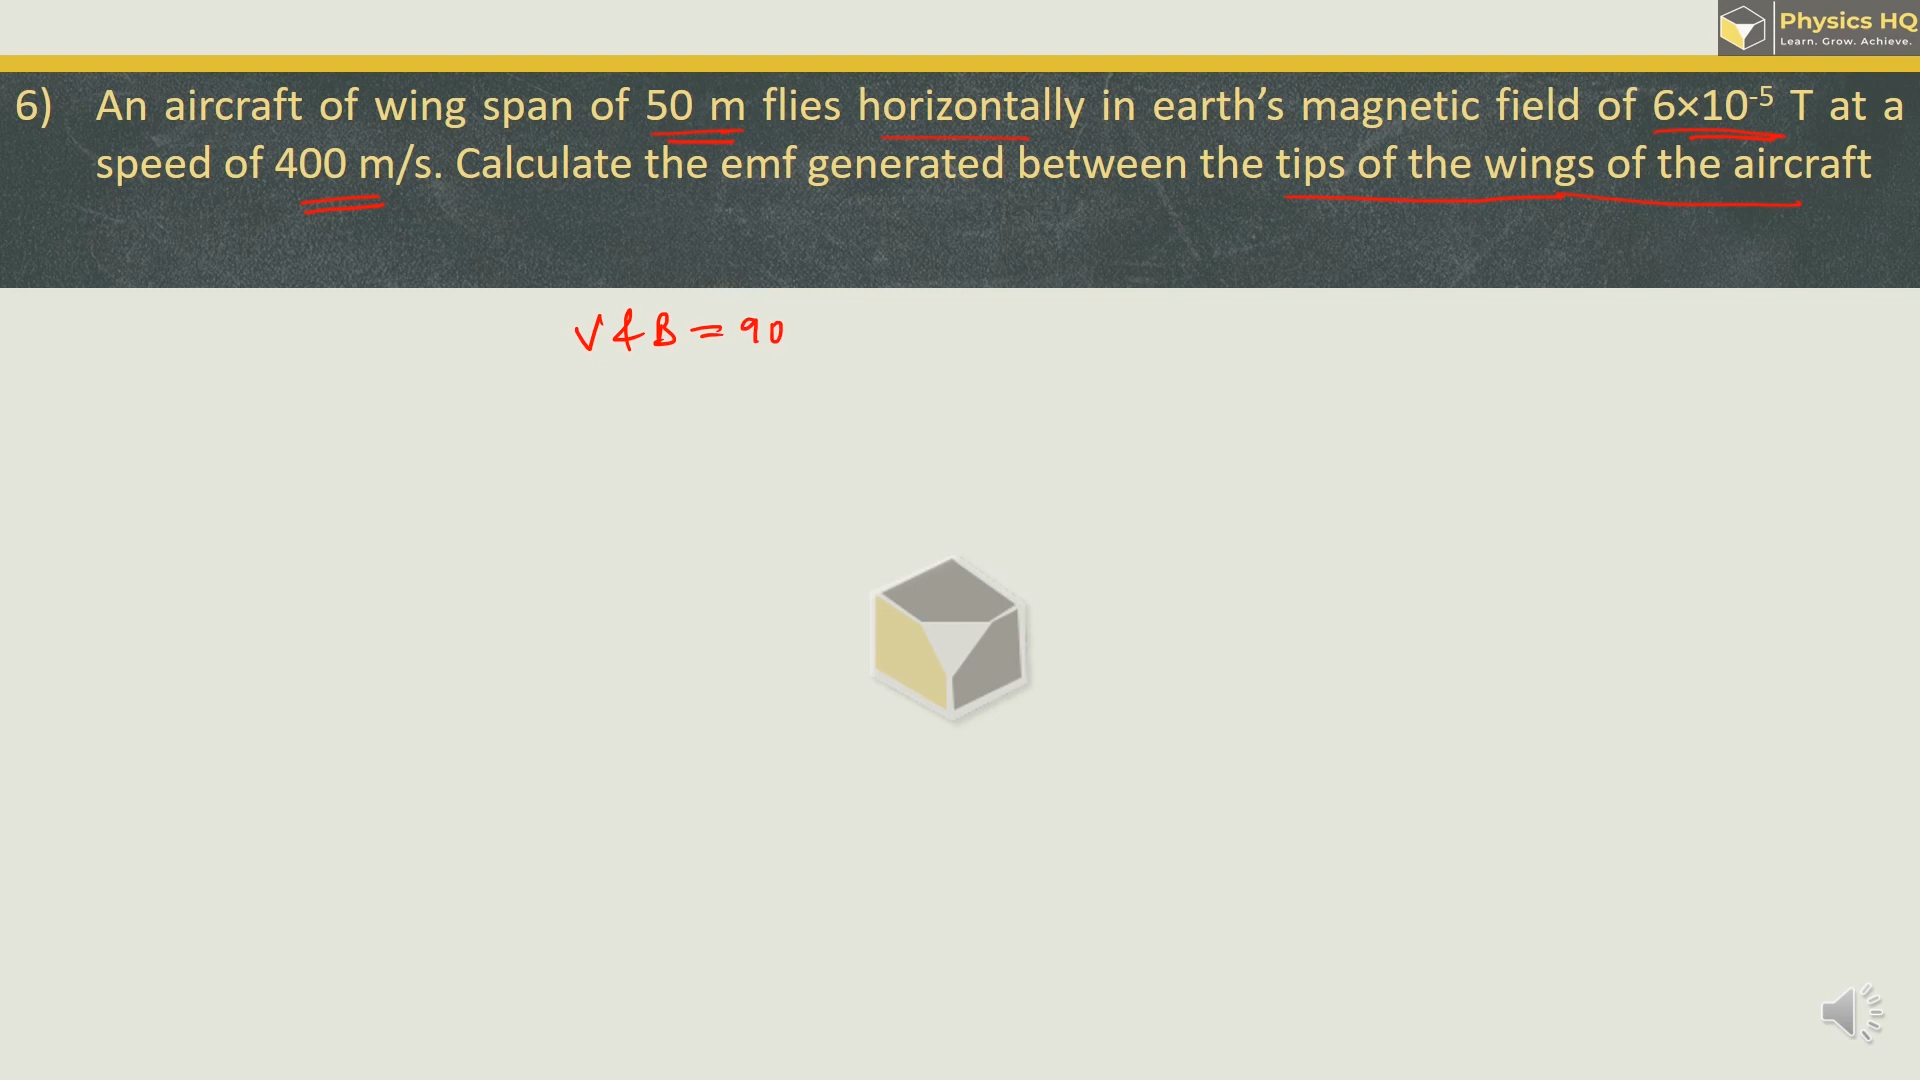 Physics HQ
Learn. Grow. Achieve.
6) An aircraft of wing span of 50 m flies horizontally in earth’s magnetic field of 6×10⁻⁵ T at a
speed of 400 m/s. Calculate the emf generated between the tips of the wings of the aircraft
V & B = 90